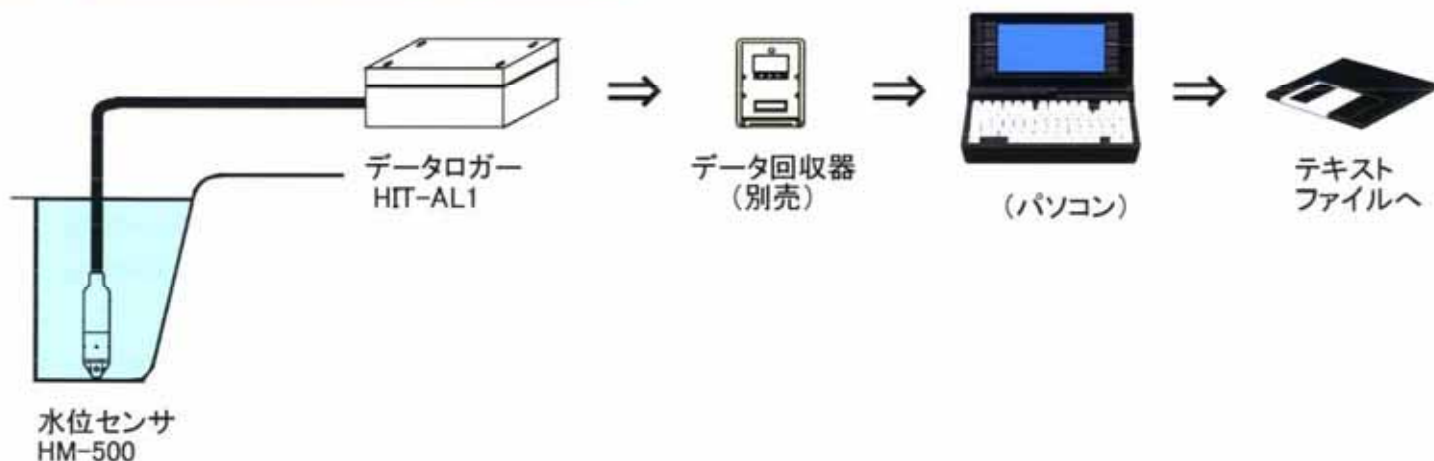 データロガー
HIT-AL1
データ回収器
(別売)
(パソコン)
テキスト
ファイルへ
水位センサ
HM-500